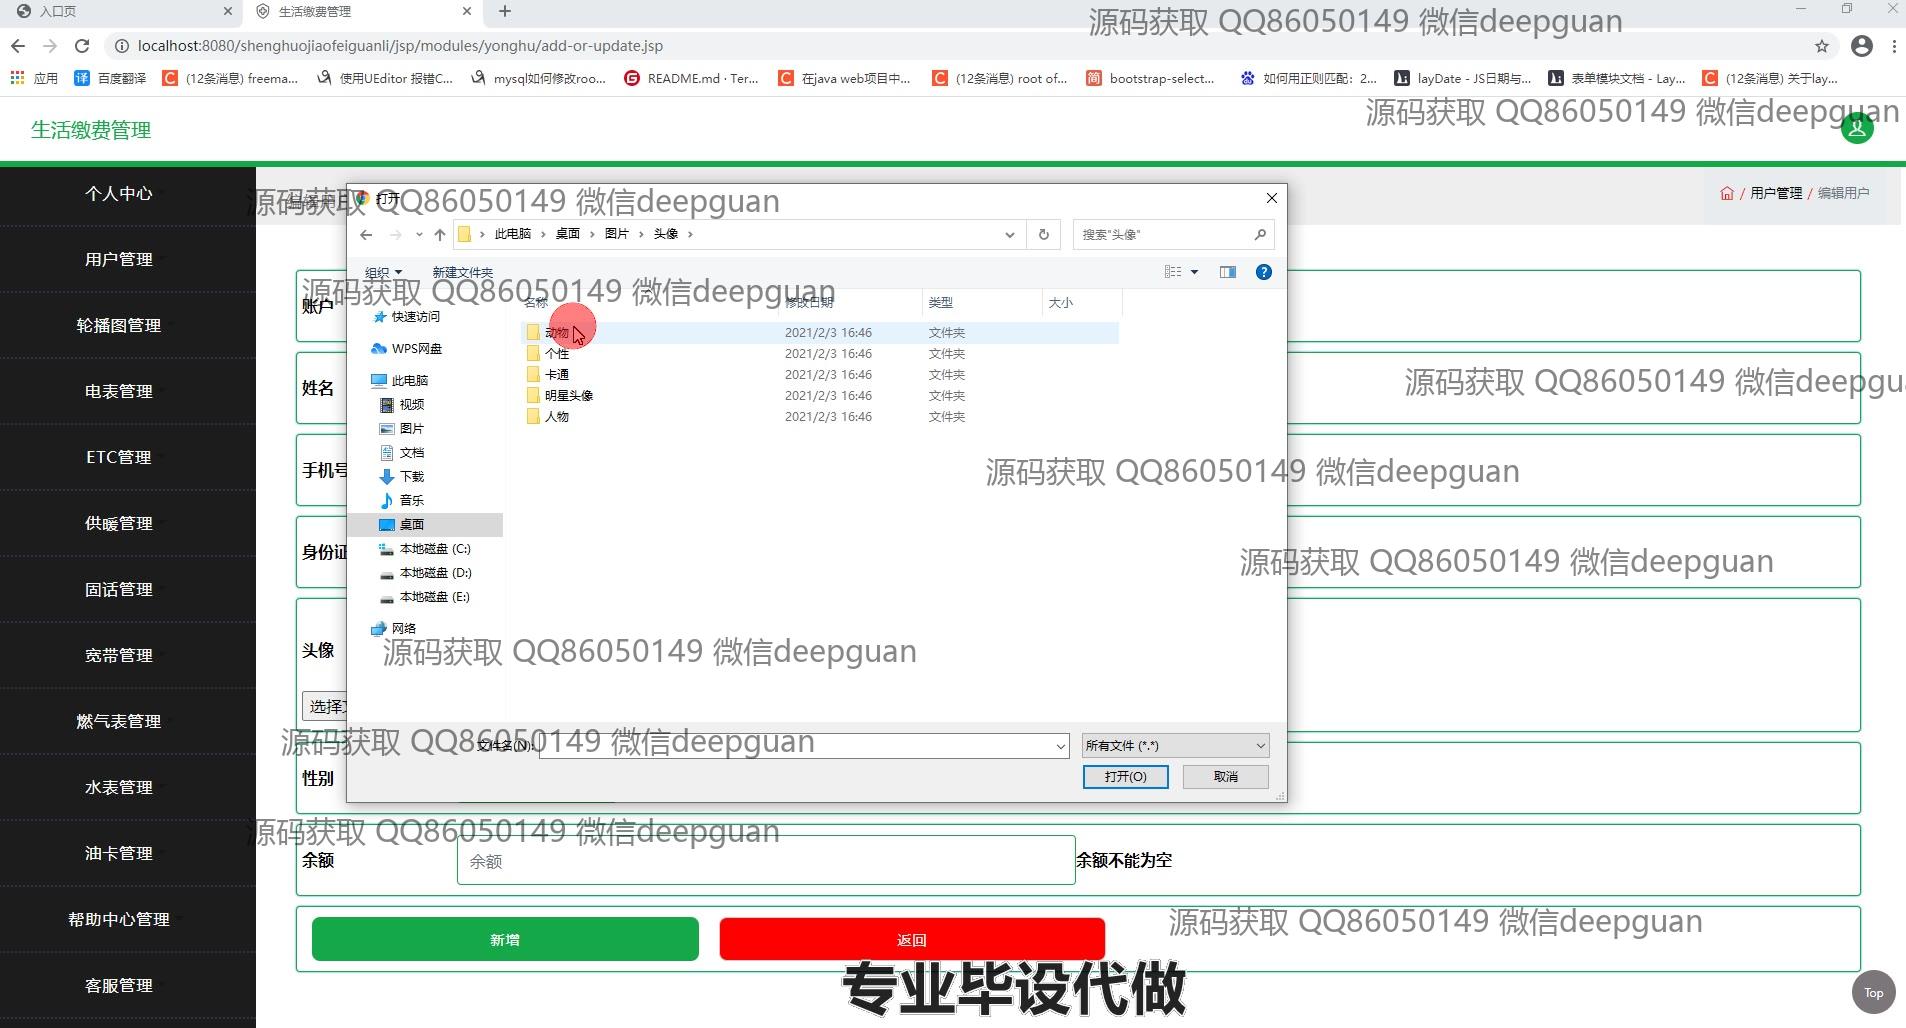 入口页
生活缴费管理
localhost:8080/shenghuojiaofeiguanli/jsp/modules/yonghu/add-or-update.jsp
应用
百度翻译
(12条消息) freema...
使用UEditor 报错C...
mysql如何修改roo...
README.md · Ter...
在java web项目中...
(12条消息) root of...
bootstrap-select...
如何用正则匹配：2...
layDate - JS日期与...
表单模块文档 - Lay...
(12条消息) 关于lay...
源码获取 QQ86050149 微信deepguan
源码获取 QQ86050149 微信deepguan
生活缴费管理
个人中心
用户管理
轮播图管理
电表管理
ETC管理
供暖管理
固话管理
宽带管理
燃气表管理
水表管理
油卡管理
帮助中心管理
客服管理
/ 用户管理 / 编辑用户
源码获取 QQ86050149 微信deepguan
打开
此电脑 › 桌面 › 图片 › 头像 ›
搜索"头像"
组织
新建文件夹
源码获取 QQ86050149 微信deepguan
名称 修改日期 类型 大小
快速访问
WPS网盘
此电脑
视频
图片
文档
下载
音乐
桌面
本地磁盘 (C:)
本地磁盘 (D:)
本地磁盘 (E:)
网络
动物 2021/2/3 16:46 文件夹
个性 2021/2/3 16:46 文件夹
卡通 2021/2/3 16:46 文件夹
明星头像 2021/2/3 16:46 文件夹
人物 2021/2/3 16:46 文件夹
源码获取 QQ86050149 微信deepgu
源码获取 QQ86050149 微信deepguan
源码获取 QQ86050149 微信deepguan
源码获取 QQ86050149 微信deepguan
源码获取 QQ86050149 微信deepguan
文件名(N):
所有文件 (*.*)
打开(O)
取消
账户
姓名
手机号
身份证
头像
选择
性别
源码获取 QQ86050149 微信deepguan
余额
余额
余额不能为空
新增
返回
源码获取 QQ86050149 微信deepguan
专业毕设代做
Top